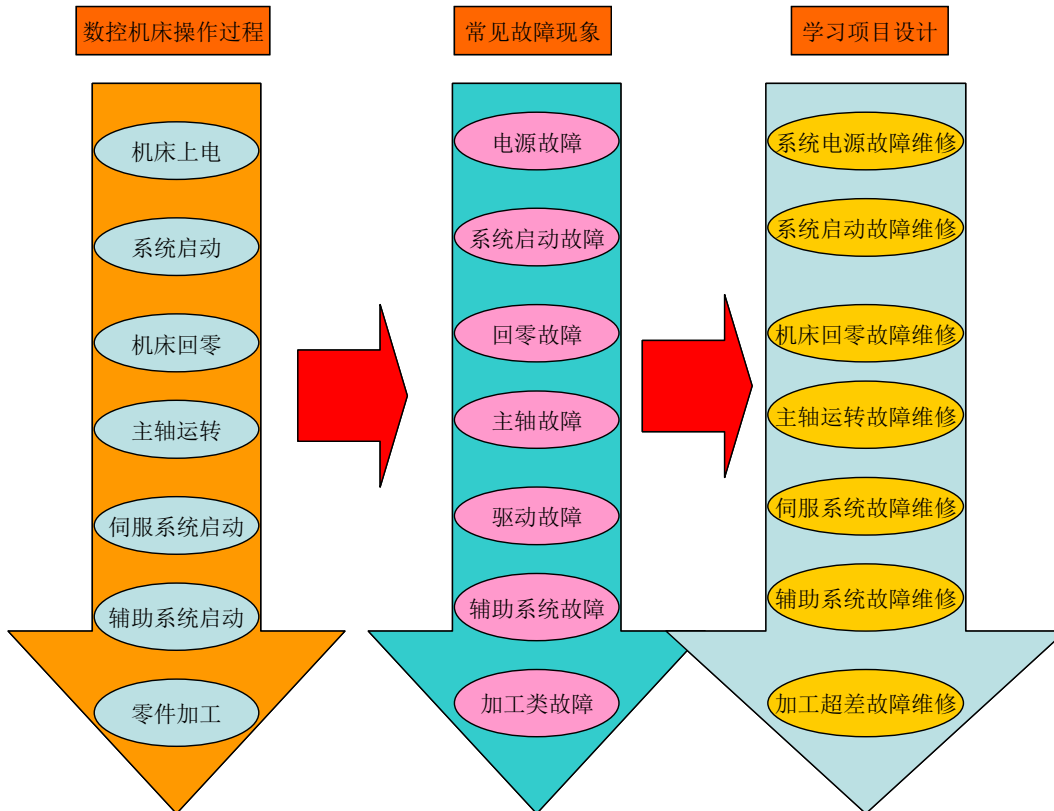 数控机床操作过程
常见故障现象
学习项目设计
机床上电
系统启动
机床回零
主轴运转
伺服系统启动
辅助系统启动
零件加工
电源故障
系统启动故障
回零故障
主轴故障
驱动故障
辅助系统故障
加工类故障
系统电源故障维修
系统启动故障维修
机床回零故障维修
主轴运转故障维修
伺服系统故障维修
辅助系统故障维修
加工超差故障维修